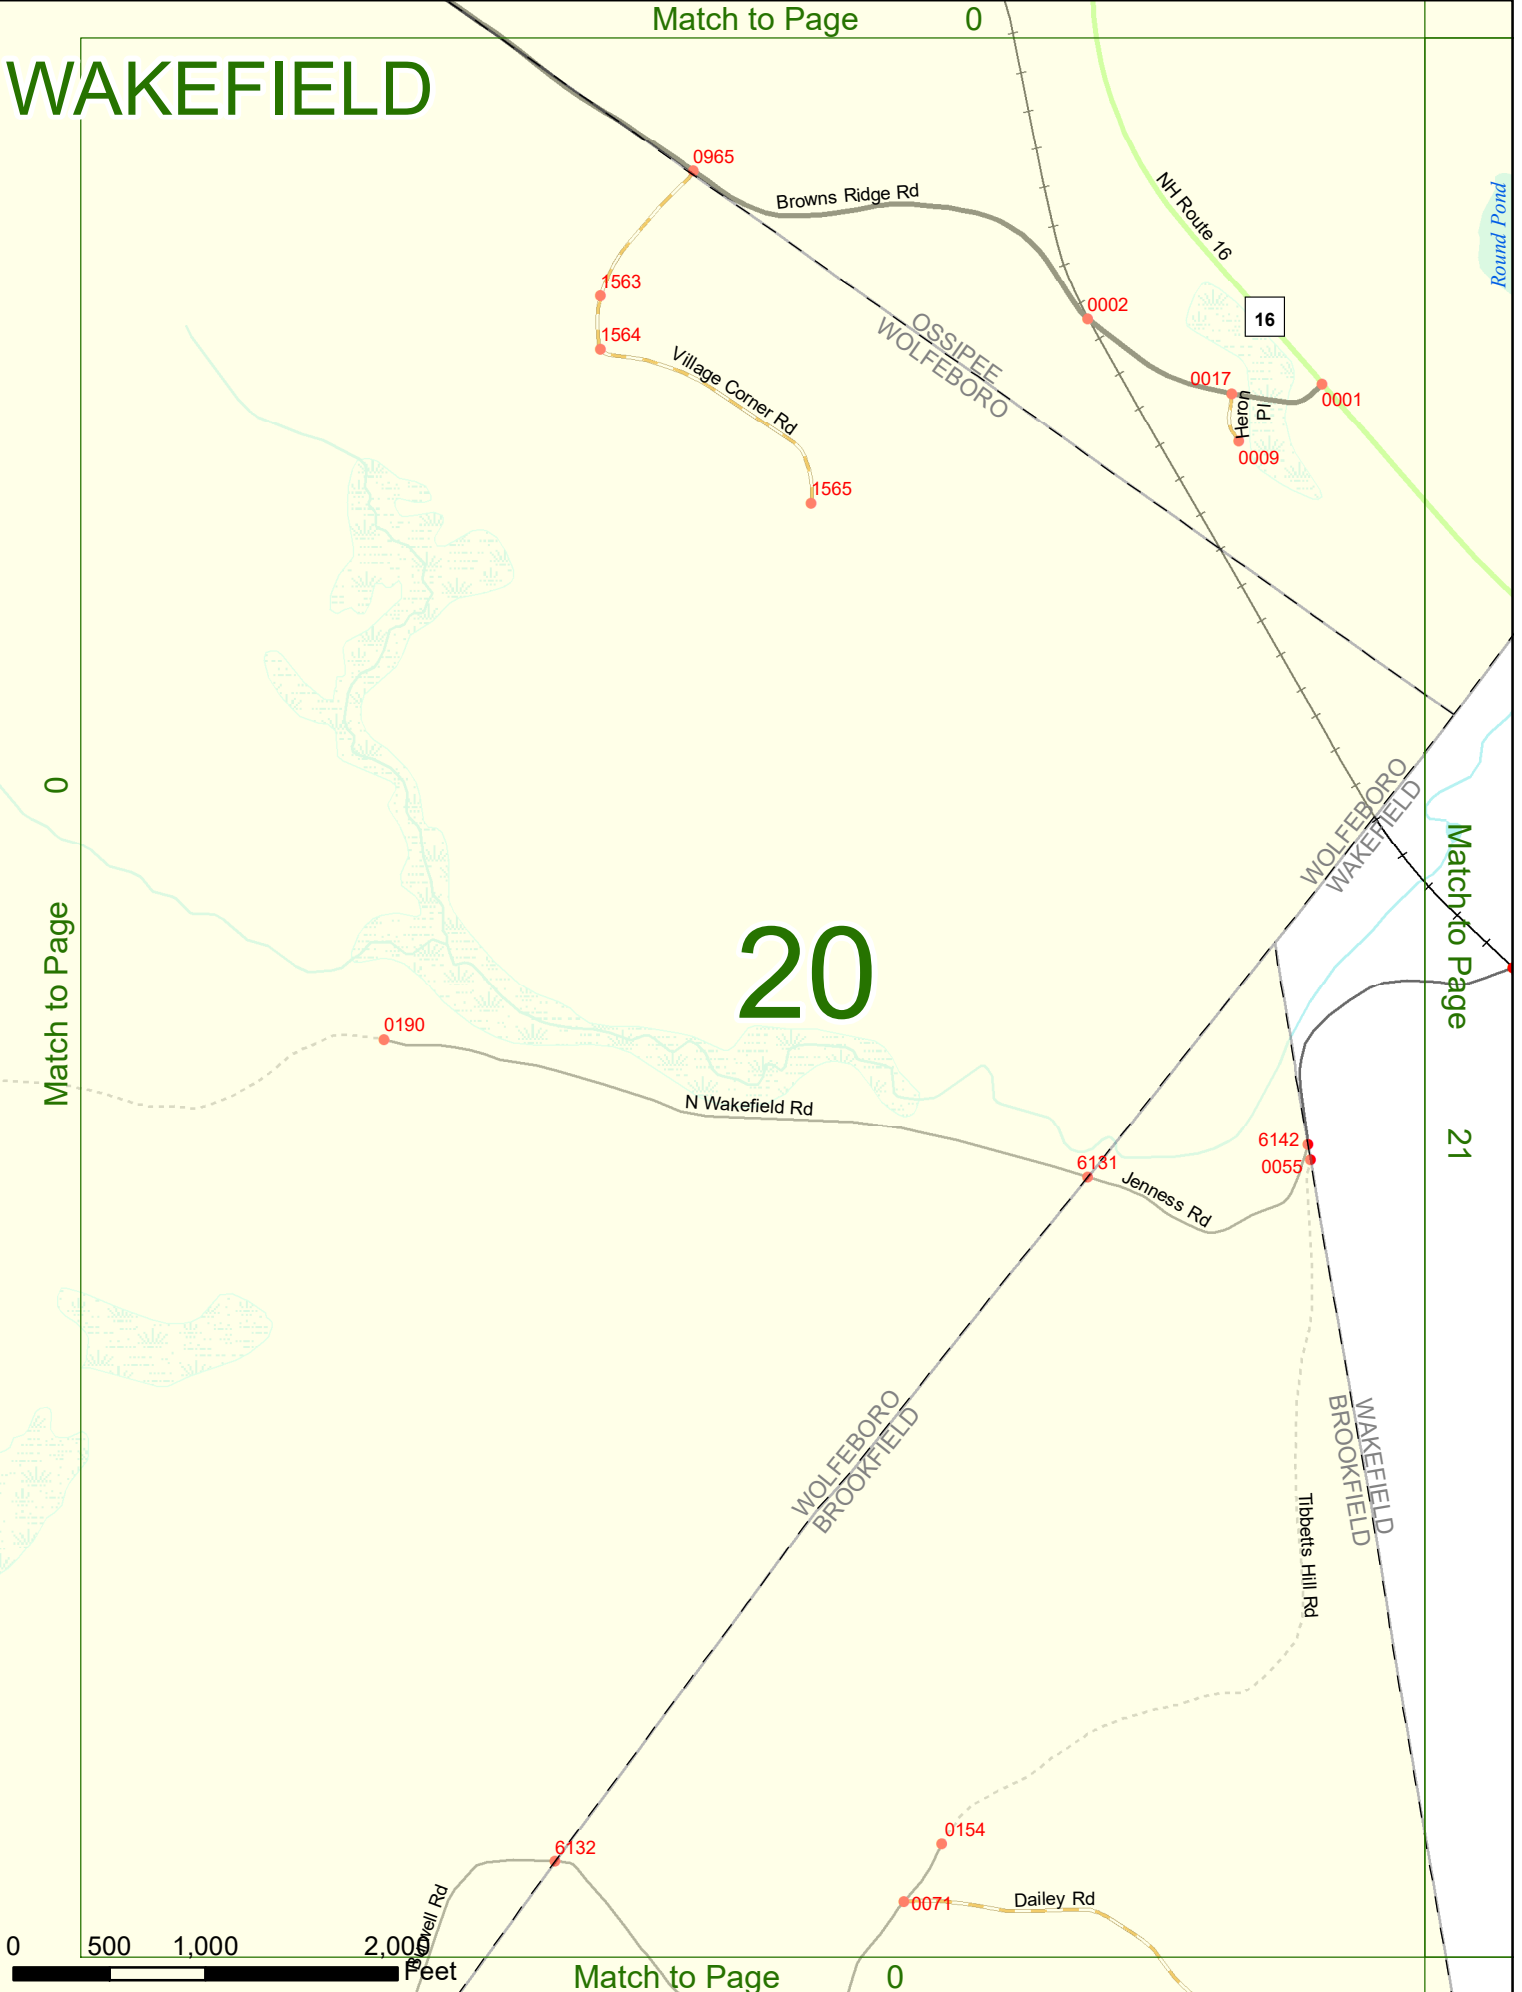 Match to Page 0
WAKEFIELD
0965
Browns Ridge Rd
NH Route 16
Round Pond
1563
0002
16
1564
OSSIPEE
WOLFEBORO
Village Corner Rd
0017
Heron
Pl
0001
0009
1565
WOLFEBORO
WAKEFIELD
0
Match to Page
Match to Page
21
20
0190
N Wakefield Rd
6142
0055
6131
Jenness Rd
WOLFEBORO
BROOKFIELD
WAKEFIELD
BROOKFIELD
Tibbetts Hill Rd
0154
6132
0071
Dailey Rd
0 500 1,000 2,000
Feet
Match to Page 0